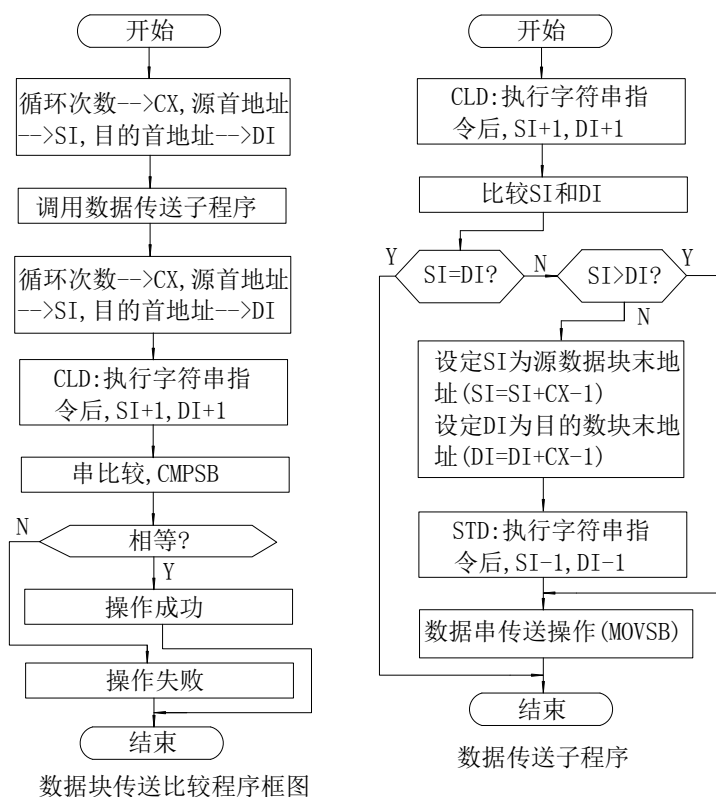 开始
循环次数-->CX,源首地址
-->SI,目的首地址-->DI
调用数据传送子程序
循环次数-->CX,源首地址
-->SI,目的首地址-->DI
CLD:执行字符串指
令后,SI+1,DI+1
串比较,CMPSB
N
相等?
Y
操作成功
操作失败
结束
数据块传送比较程序框图
开始
CLD:执行字符串指
令后,SI+1,DI+1
比较SI和DI
Y
SI=DI?
N
SI>DI?
Y
N
设定SI为源数据块末地
址(SI=SI+CX-1)
设定DI为目的数块末地
址(DI=DI+CX-1)
STD:执行字符串指
令后,SI-1,DI-1
数据串传送操作(MOVSB)
结束
数据传送子程序